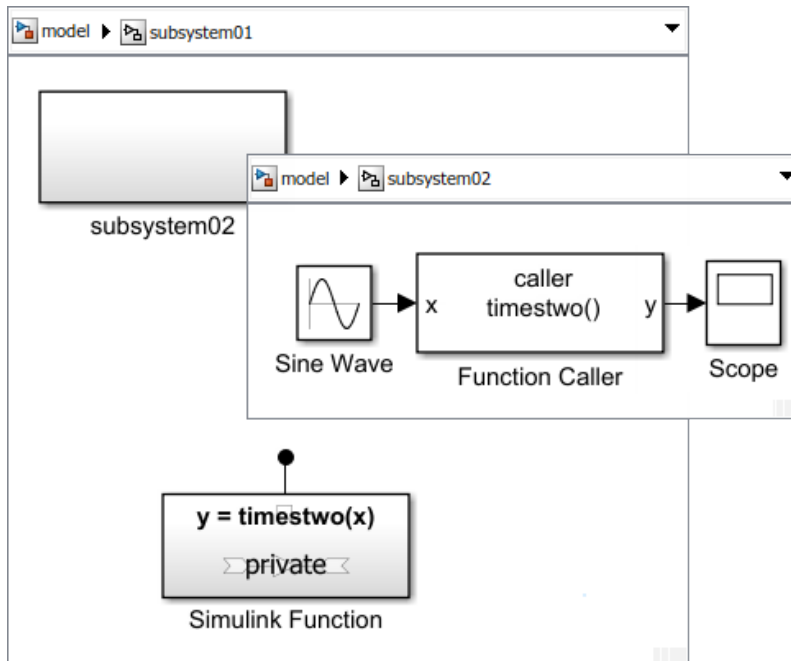 model ▶ subsystem01
subsystem02
model ▶ subsystem02
caller
x timestwo() y
Sine Wave
Function Caller
Scope
y = timestwo(x)
private
Simulink Function